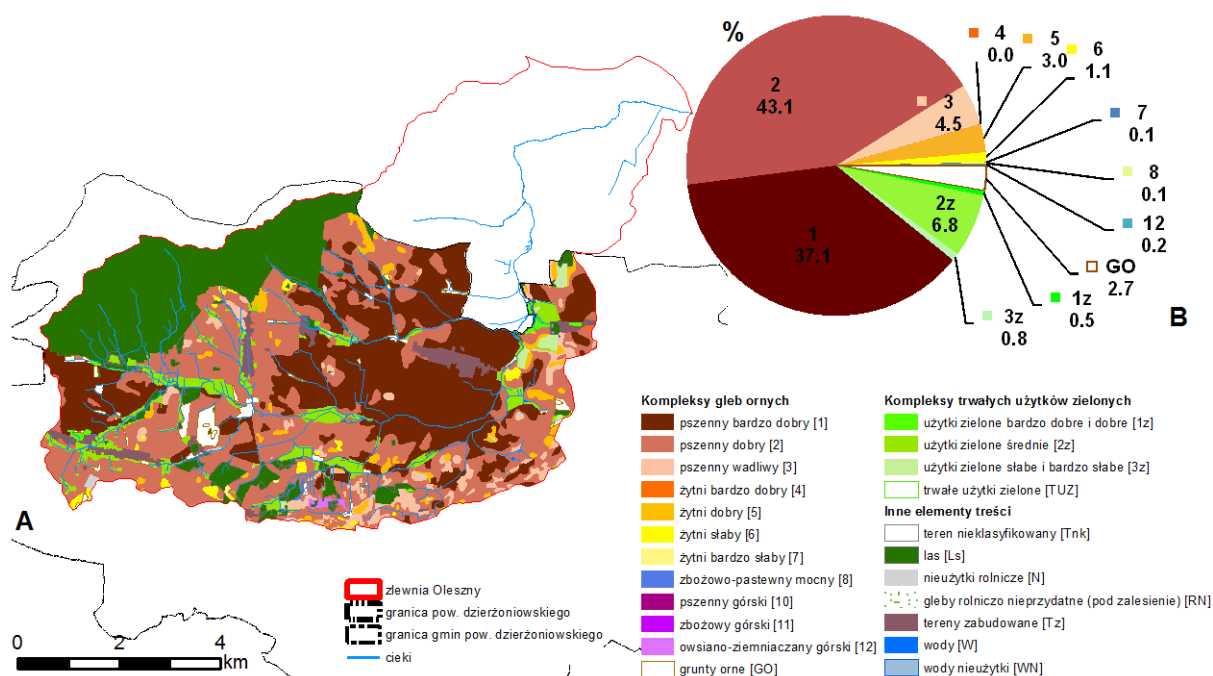 %
2
43.1
3
4.5
4
0.0
5
3.0
6
1.1
7
0.1
8
0.1
12
0.2
GO
2.7
1z
0.5
3z
0.8
2z
6.8
1
37.1
B
A
0 2 4
km
zlewnia Oleszny
granica pow. dzierżoniowskiego
granica gmin pow. dzierżoniowskiego
cieki
Kompleksy gleb ornych
pszenny bardzo dobry [1]
pszenny dobry [2]
pszenny wadliwy [3]
żytni bardzo dobry [4]
żytni dobry [5]
żytni słaby [6]
żytni bardzo słaby [7]
zbożowo-pastewny mocny [8]
pszenny górski [10]
zbożowy górski [11]
owsiano-ziemniaczany górski [12]
grunty orne [GO]
Kompleksy trwałych użytków zielonych
użytki zielone bardzo dobre i dobre [1z]
użytki zielone średnie [2z]
użytki zielone słabe i bardzo słabe [3z]
trwałe użytki zielone [TUZ]
Inne elementy treści
teren nieklasyfikowany [Tnk]
las [Ls]
nieużytki rolnicze [N]
gleby rolniczo nieprzydatne (pod zalesienie) [RN]
tereny zabudowane [Tz]
wody [W]
wody nieużytki [WN]